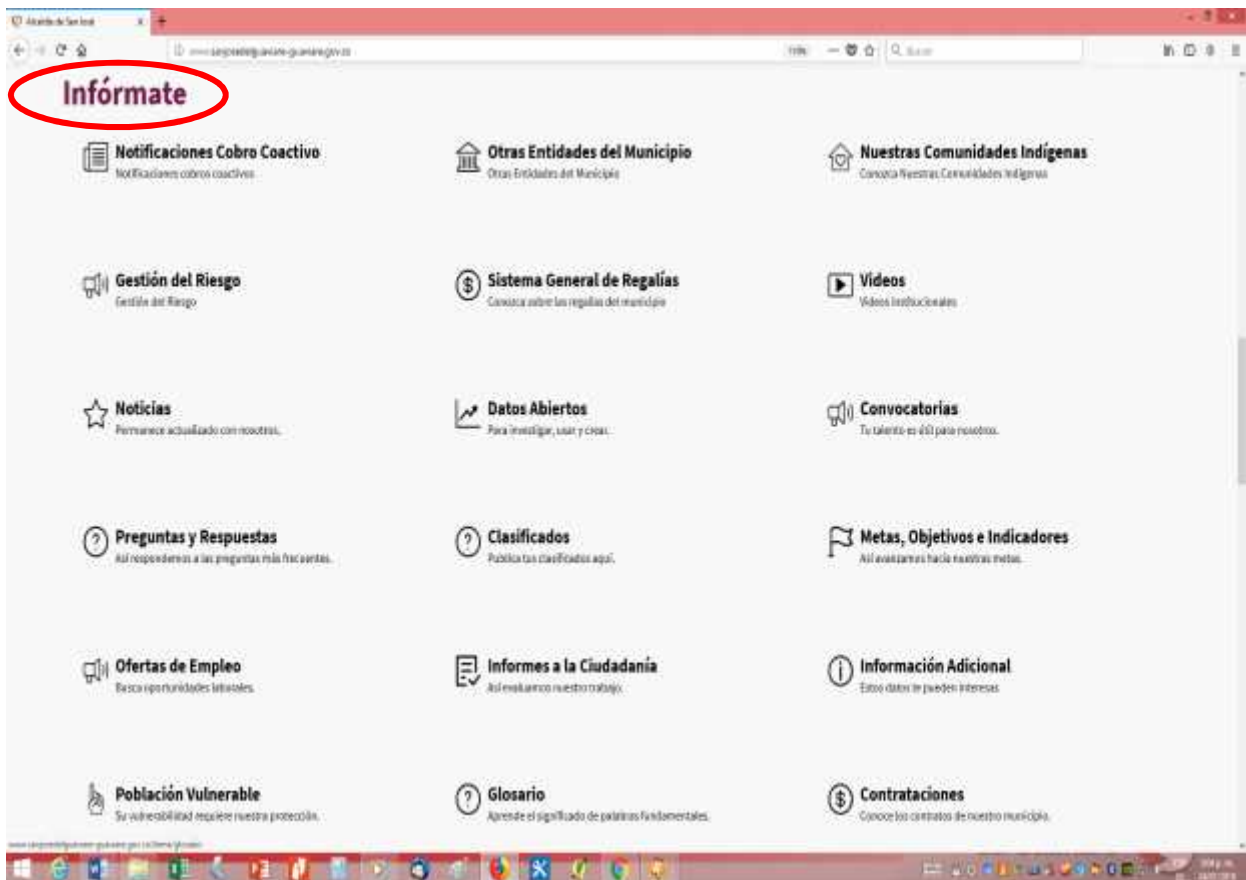 Alcaldía de San José
Infórmate
Notificaciones Cobro Coactivo
Notificaciones cobros coactivos
Otras Entidades del Municipio
Otras Entidades del Municipio
Nuestras Comunidades Indígenas
Conozca Nuestras Comunidades Indígenas
Gestión del Riesgo
Gestión del Riesgo
Sistema General de Regalías
Conozca sobre las regalías del municipio
Videos
Videos Institucionales
Noticias
Permanece actualizado con nosotros.
Datos Abiertos
Para investigar, usar y crear.
Convocatorias
Tu talento es útil para nosotros.
Preguntas y Respuestas
Así respondemos a las preguntas más frecuentes.
Clasificados
Publica tus clasificados aquí.
Metas, Objetivos e Indicadores
Así avanzamos hacia nuestras metas.
Ofertas de Empleo
Busca oportunidades laborales.
Informes a la Ciudadanía
Así evaluamos nuestro trabajo.
Información Adicional
Estos datos te pueden interesar.
Población Vulnerable
Su vulnerabilidad requiere nuestra protección.
Glosario
Aprende el significado de palabras fundamentales.
Contrataciones
Conoce los contratos de nuestro municipio.